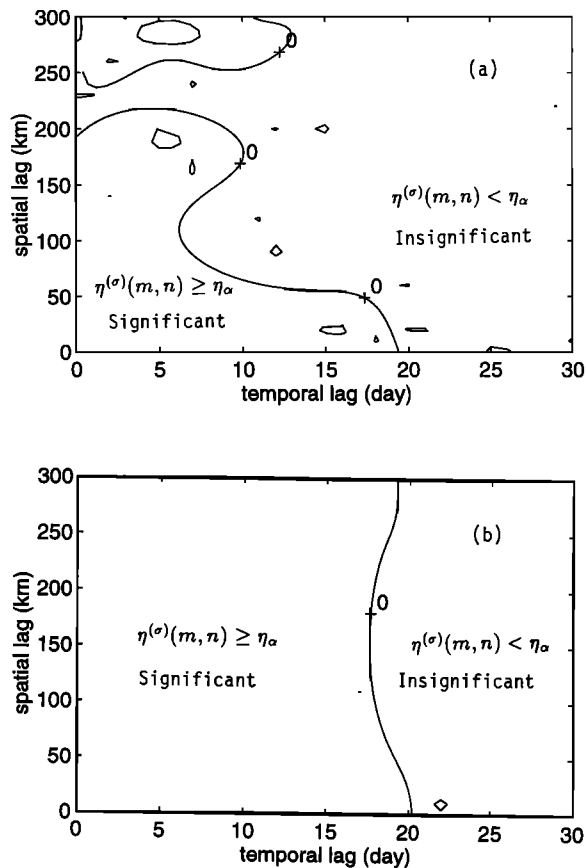 300
250
200
150
100
50
0
spatial lag (km)
0
0
0
(a)
η^(σ)(m, n) < η_α
Insignificant
η^(σ)(m, n) ≥ η_α
Significant
0 5 10 15 20 25 30
temporal lag (day)
300
250
200
150
100
50
0
spatial lag (km)
0
(b)
η^(σ)(m, n) ≥ η_α
Significant
η^(σ)(m, n) < η_α
Insignificant
0 5 10 15 20 25 30
temporal lag (day)